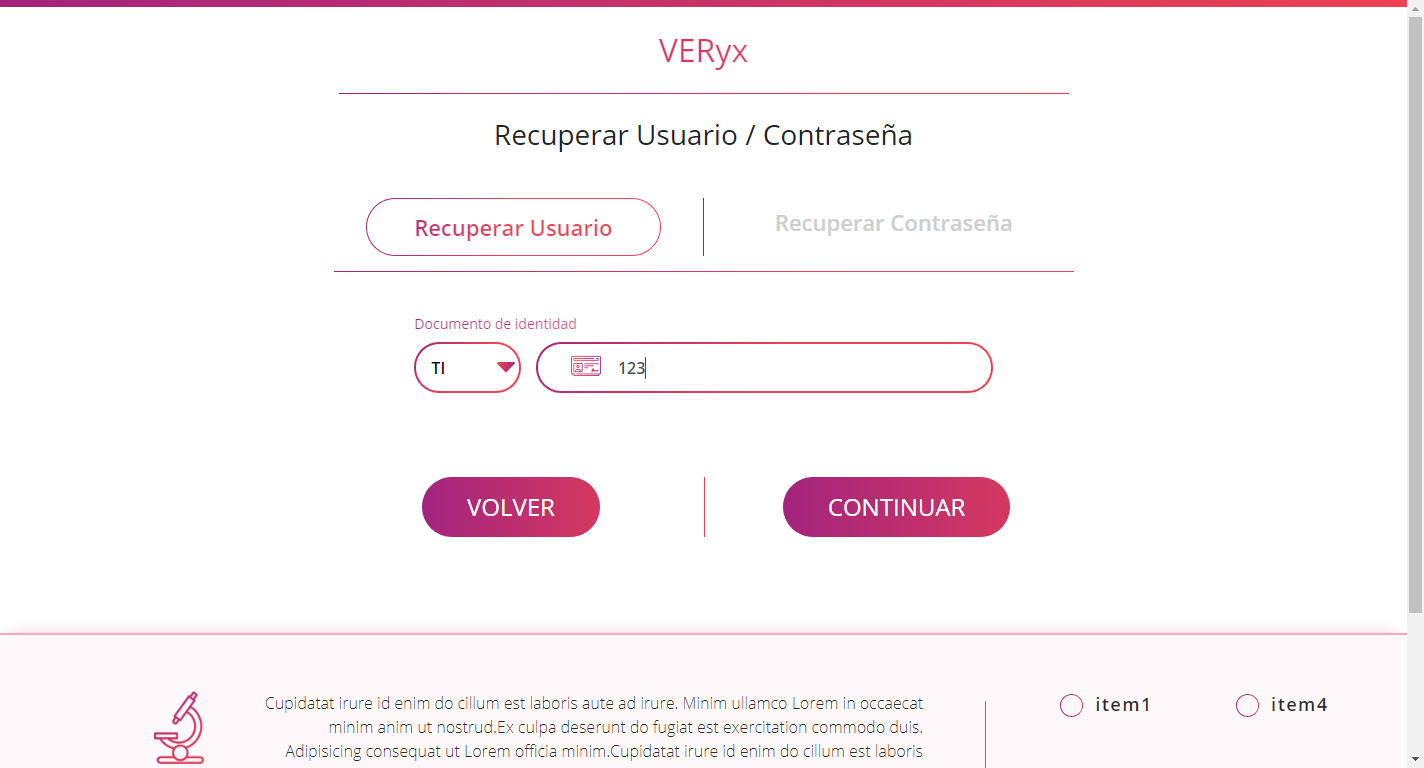 VERyx
Recuperar Usuario / Contraseña
Recuperar Usuario
Recuperar Contraseña
Documento de identidad
TI
123
VOLVER
CONTINUAR
Cupidatat irure id enim do cillum est laboris aute ad irure. Minim ullamco Lorem in occaecat
minim anim ut nostrud.Ex culpa deserunt do fugiat est exercitation commodo duis.
Adipisicing consequat ut Lorem officia minim.Cupidatat irure id enim do cillum est laboris
item1
item4